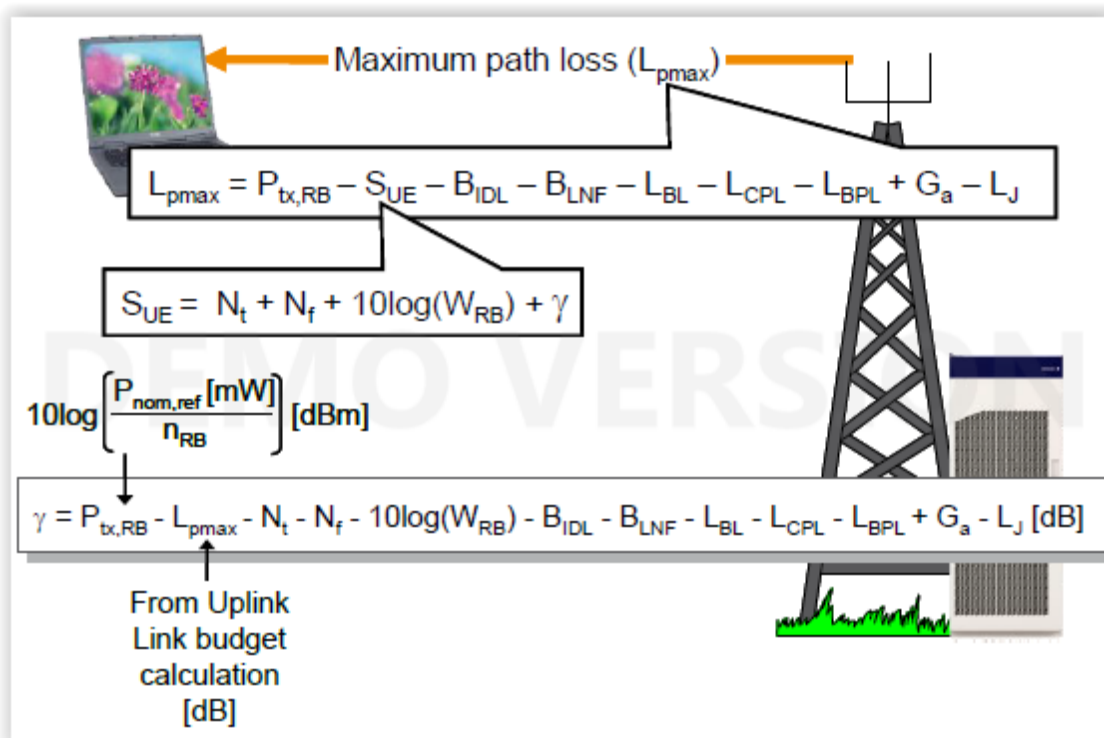 Maximum path loss (Lpmax)
Lpmax = Ptx,RB – SUE – BIDL – BLNF – LBL – LCPL – LBPL + Ga – LJ
SUE = Nt + Nf + 10log(WRB) + γ
DEMO VERSION
10log(Pnom,ref [mW] / nRB) [dBm]
γ = Ptx,RB - Lpmax - Nt - Nf - 10log(WRB) - BIDL - BLNF - LBL - LCPL - LBPL + Ga - LJ [dB]
From Uplink
Link budget
calculation
[dB]